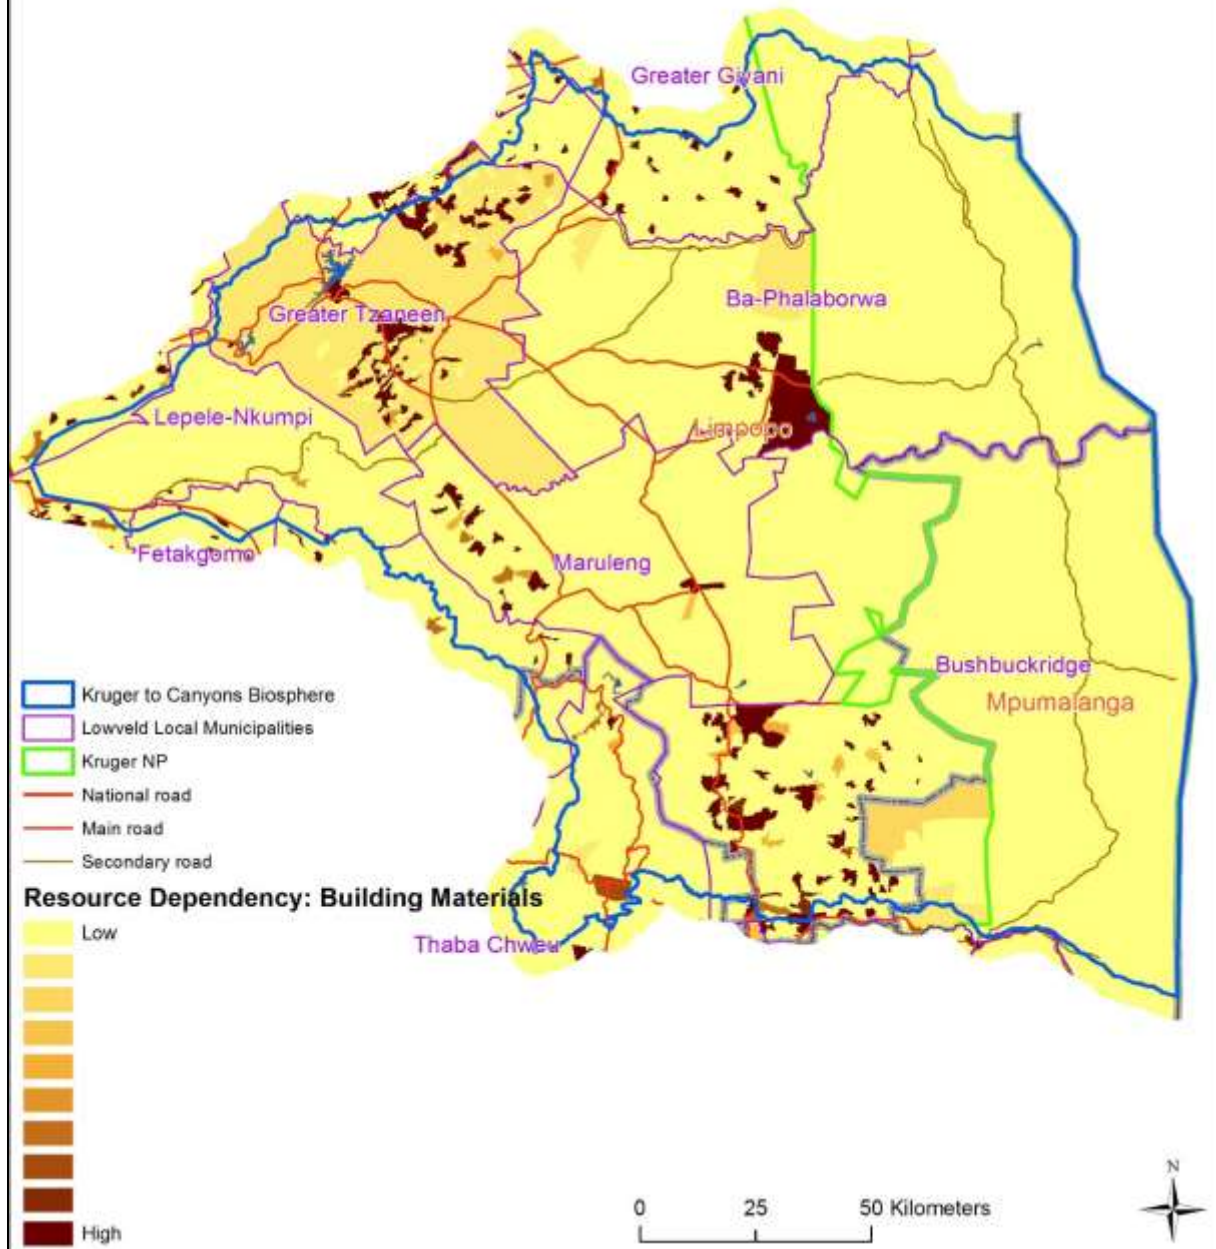 Greater Giyani
Ba-Phalaborwa
Greater Tzaneen
Lepele-Nkumpi
Limpopo
Fetakgomo
Maruleng
Bushbuckridge
Mpumalanga
Thaba Chweu
Kruger to Canyons Biosphere
Lowveld Local Municipalities
Kruger NP
National road
Main road
Secondary road
Resource Dependency: Building Materials
Low
High
0 25 50 Kilometers
N